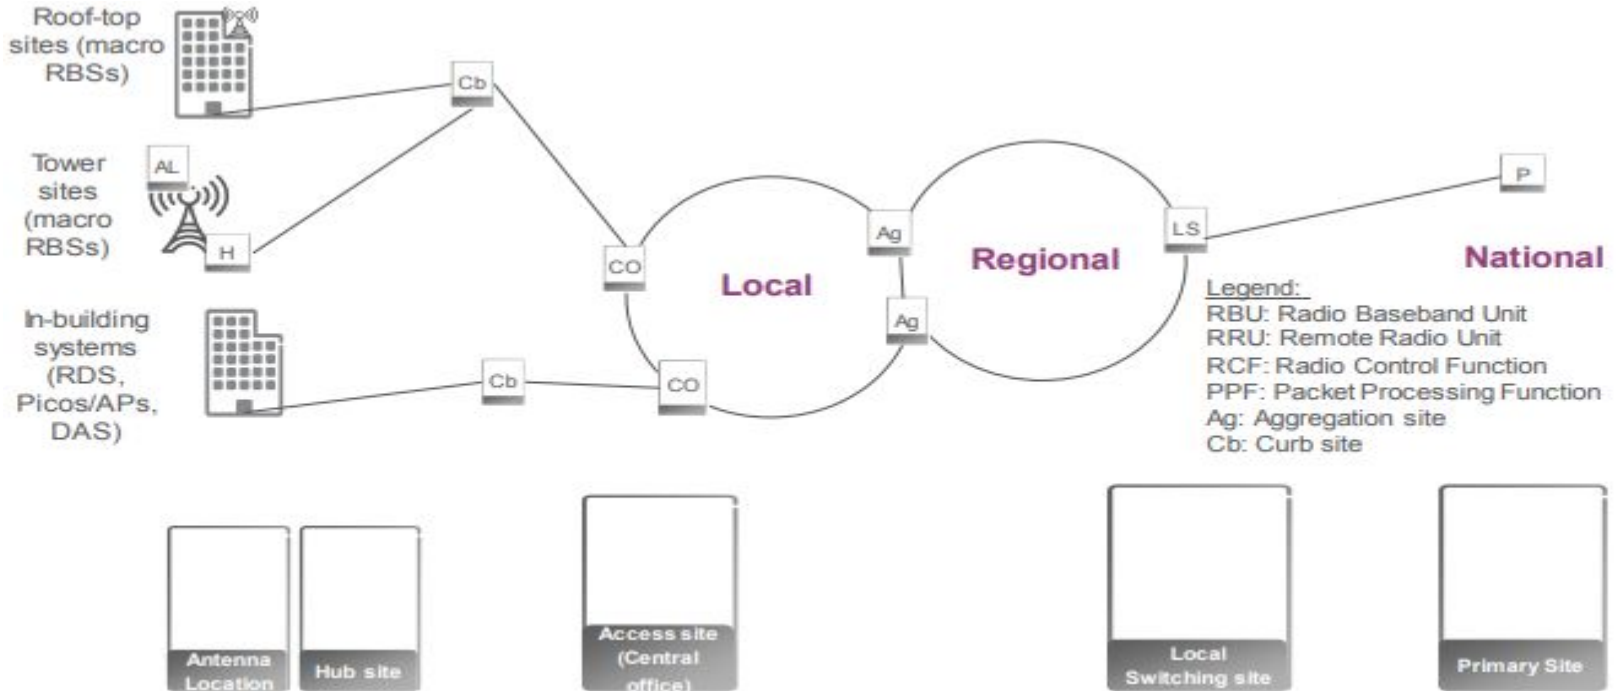 Roof-top
sites (macro
RBSs)
Cb
Tower
sites
(macro
RBSs)
AL
H
P
Ag
LS
CO
Local
Regional
National
Ag
In-building
systems
(RDS,
Picos/APs,
DAS)
Cb
CO
Legend:
RBU: Radio Baseband Unit
RRU: Remote Radio Unit
RCF: Radio Control Function
PPF: Packet Processing Function
Ag: Aggregation site
Cb: Curb site
Antenna
Location
Hub site
Access site
(Central
office)
Local
Switching site
Primary Site